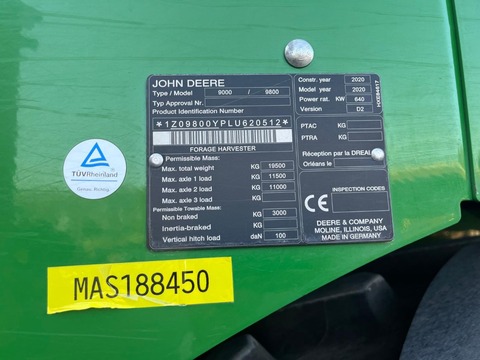 JOHN DEERE
Type / Model 9000 / 9800
Typ Approval Nr.
Product Identification Number
*1Z09800YPLU620512*
FORAGE HARVESTER
Permissible Mass:
Max. total weight KG 19500
Max. axle 1 load KG 11500
Max. axle 2 load KG 11000
Max. axle 3 load KG
Permissible Towable Mass:
Non braked KG 3000
Inertia-braked KG
Vertical hitch load daN 100
Constr. year 2020
Model year 2020
Power rat. KW 640
Version D2
PTAC KG
PTRA KG
Réception par la DREAL
Orléans le
INSPECTION CODES
CE
DEERE & COMPANY
MOLINE, ILLINOIS, USA
MADE IN GERMANY
HXE84417
TÜVRheinland
Genau. Richtig.
MAS188450